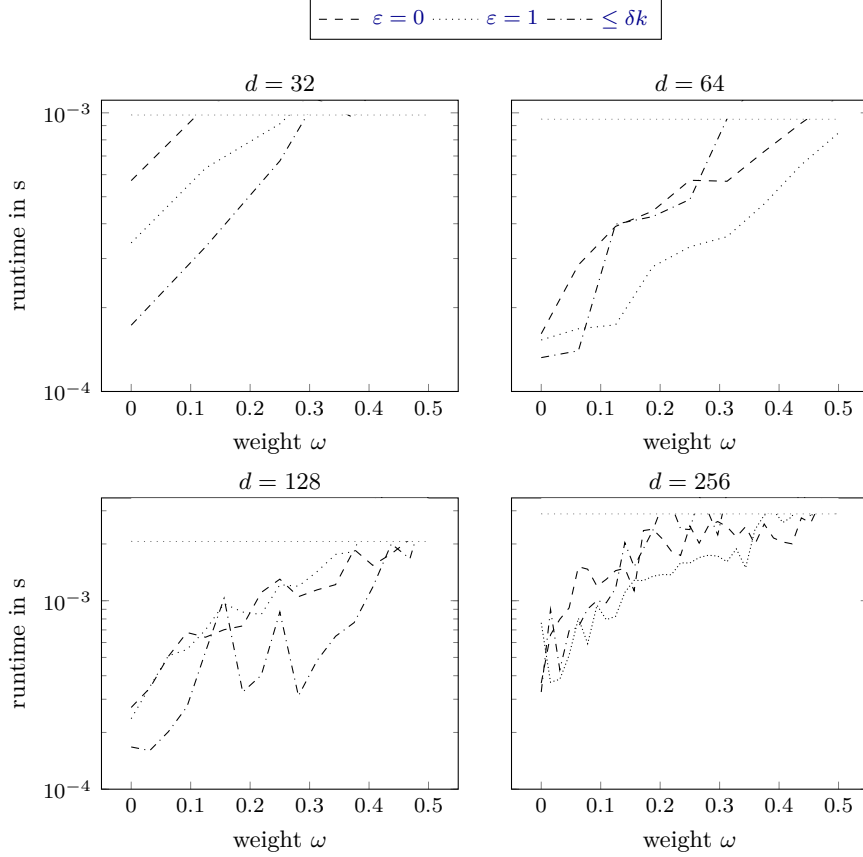 ε = 0 ε = 1 ≤ δk
d = 32 d = 64
10⁻³
10⁻⁴
runtime in s
0 0.1 0.2 0.3 0.4 0.5 0 0.1 0.2 0.3 0.4 0.5
weight ω weight ω
d = 128 d = 256
10⁻³
10⁻⁴
runtime in s
0 0.1 0.2 0.3 0.4 0.5 0 0.1 0.2 0.3 0.4 0.5
weight ω weight ω